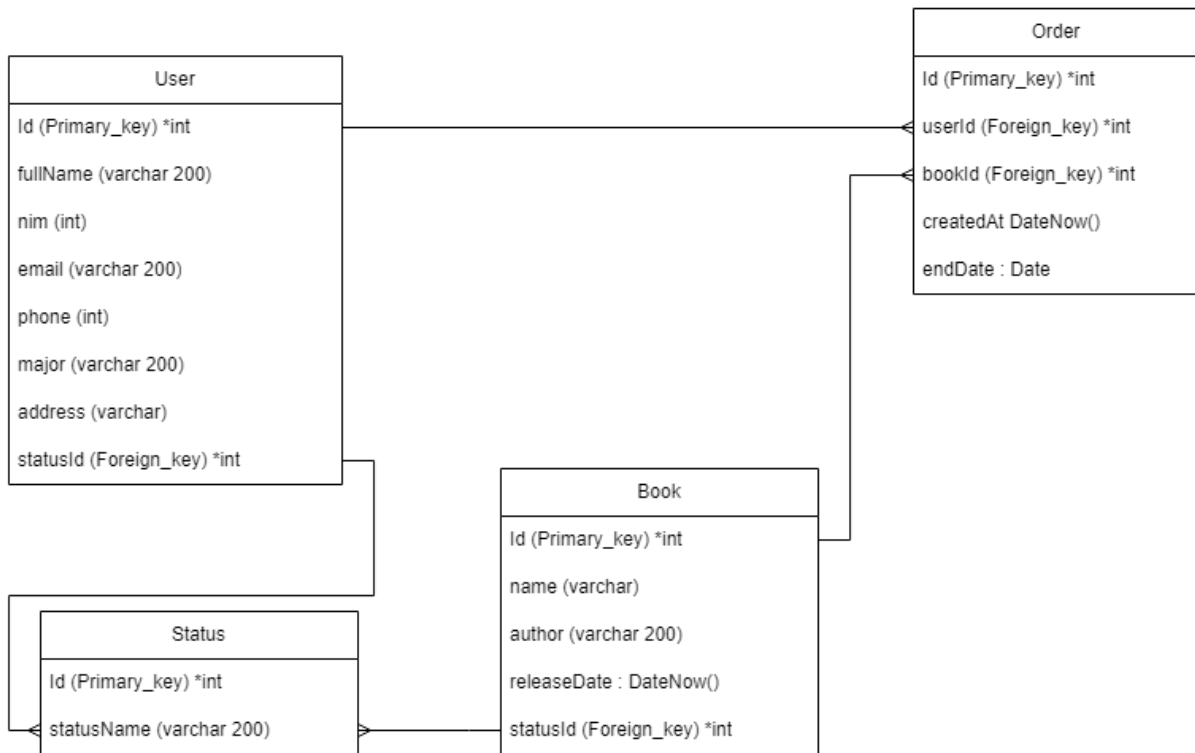 User
Id (Primary_key) *int
fullName (varchar 200)
nim (int)
email (varchar 200)
phone (int)
major (varchar 200)
address (varchar)
statusId (Foreign_key) *int
Order
Id (Primary_key) *int
userId (Foreign_key) *int
bookId (Foreign_key) *int
createdAt DateNow()
endDate : Date
Book
Id (Primary_key) *int
name (varchar)
author (varchar 200)
releaseDate : DateNow()
statusId (Foreign_key) *int
Status
Id (Primary_key) *int
statusName (varchar 200)